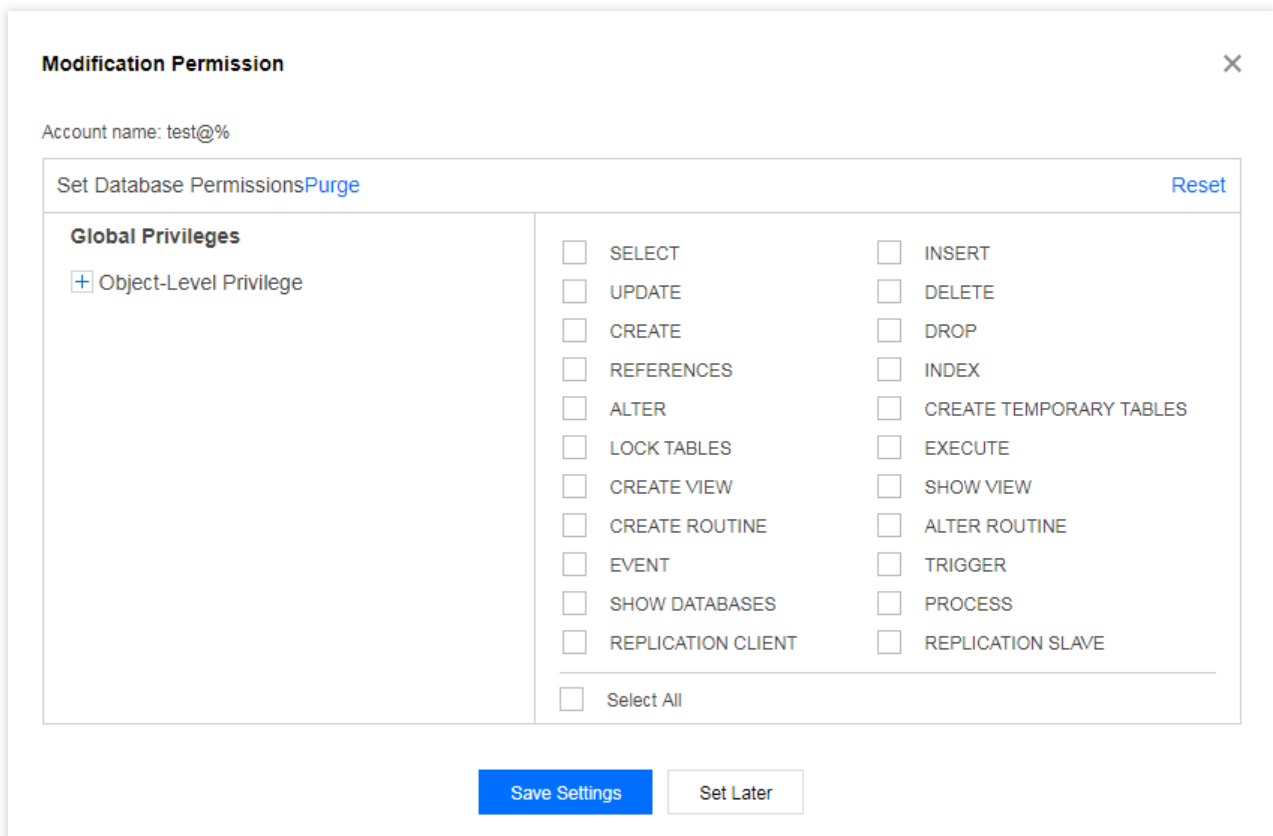 Modification Permission
Account name: test@%
Set Database PermissionsPurge Reset
Global Privileges
Object-Level Privilege
SELECT INSERT
UPDATE DELETE
CREATE DROP
REFERENCES INDEX
ALTER CREATE TEMPORARY TABLES
LOCK TABLES EXECUTE
CREATE VIEW SHOW VIEW
CREATE ROUTINE ALTER ROUTINE
EVENT TRIGGER
SHOW DATABASES PROCESS
REPLICATION CLIENT REPLICATION SLAVE
Select All
Save Settings Set Later